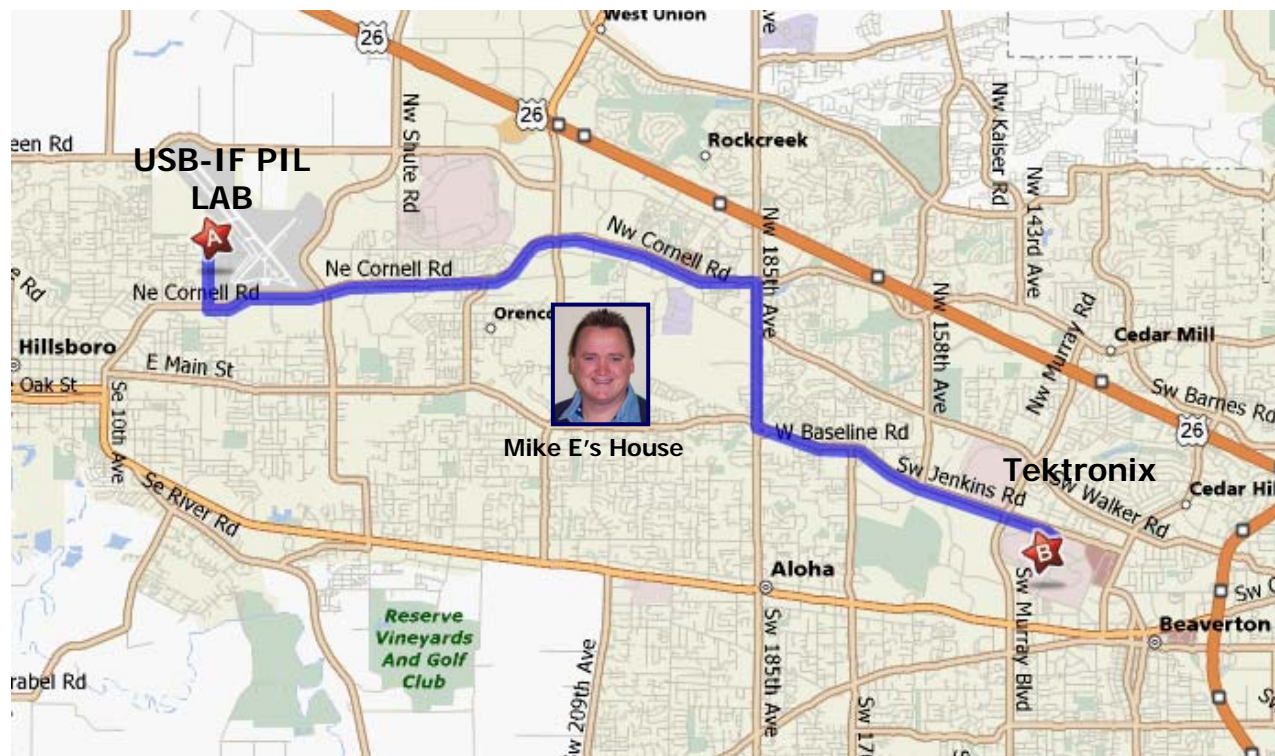 West Union
26
26
een Rd
USB-IF PIL
LAB
A
Nw Shute Rd
Rockcreek
Nw Kaiser Rd
Nw 143rd Ave
Ne Cornell Rd
Ne Cornell Rd
Nw Cornell Rd
Nw 185th Ave
Nw 158th Ave
Nw Murray Rd
Cedar Mill
Orenco
Hillsboro
E Main St
Oak St
Se 10th Ave
Sw Barnes Rd
26
W Baseline Rd
Mike E's House
Sw Jenkins Rd
Tektronix
Sw Walker Rd
Cedar Hil
Se River Rd
B
Aloha
Sw Murray Blvd
Beaverton
Reserve
Vineyards
And Golf
Club
Sw 185th Ave
w 209th Ave
rabel Rd
Sw 17